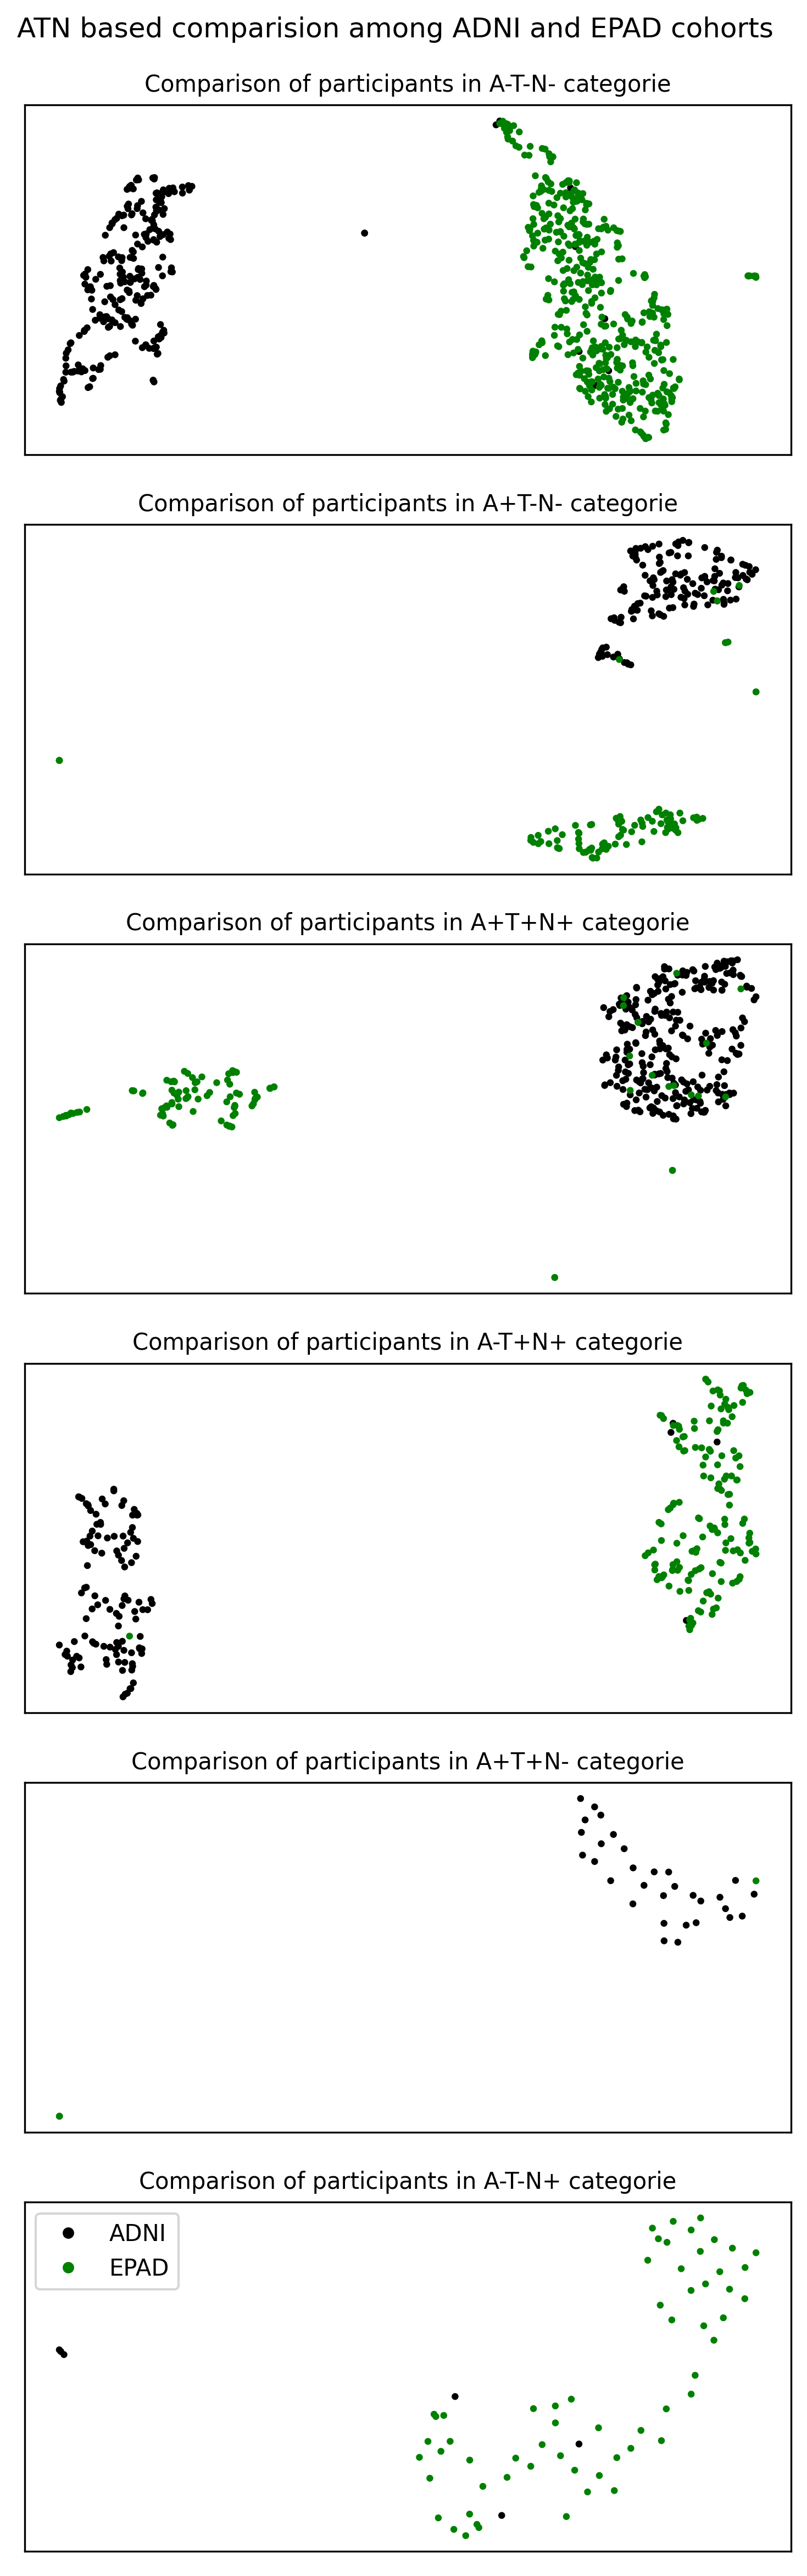 ATN based comparision among ADNI and EPAD cohorts
Comparison of participants in A-T-N- categorie
Comparison of participants in A+T-N- categorie
Comparison of participants in A+T+N+ categorie
Comparison of participants in A-T+N+ categorie
Comparison of participants in A+T+N- categorie
Comparison of participants in A-T-N+ categorie
ADNI
EPAD